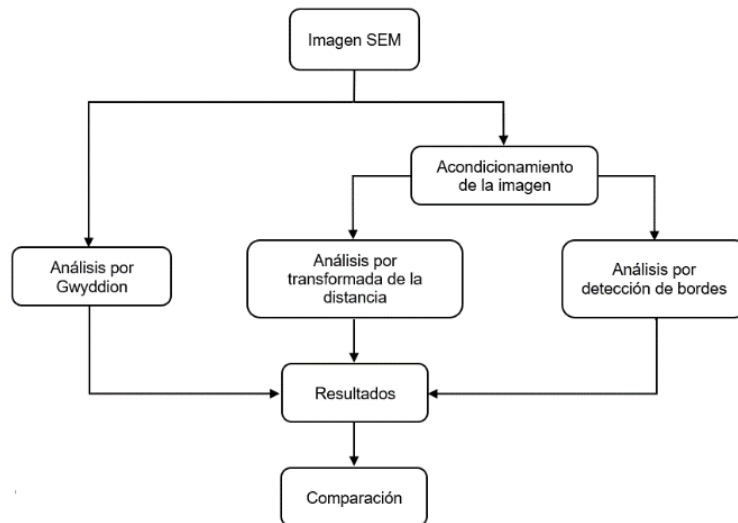 Imagen SEM
Acondicionamiento
de la imagen
Análisis por
Gwyddion
Análisis por
transformada de la
distancia
Análisis por
detección de bordes
Resultados
Comparación